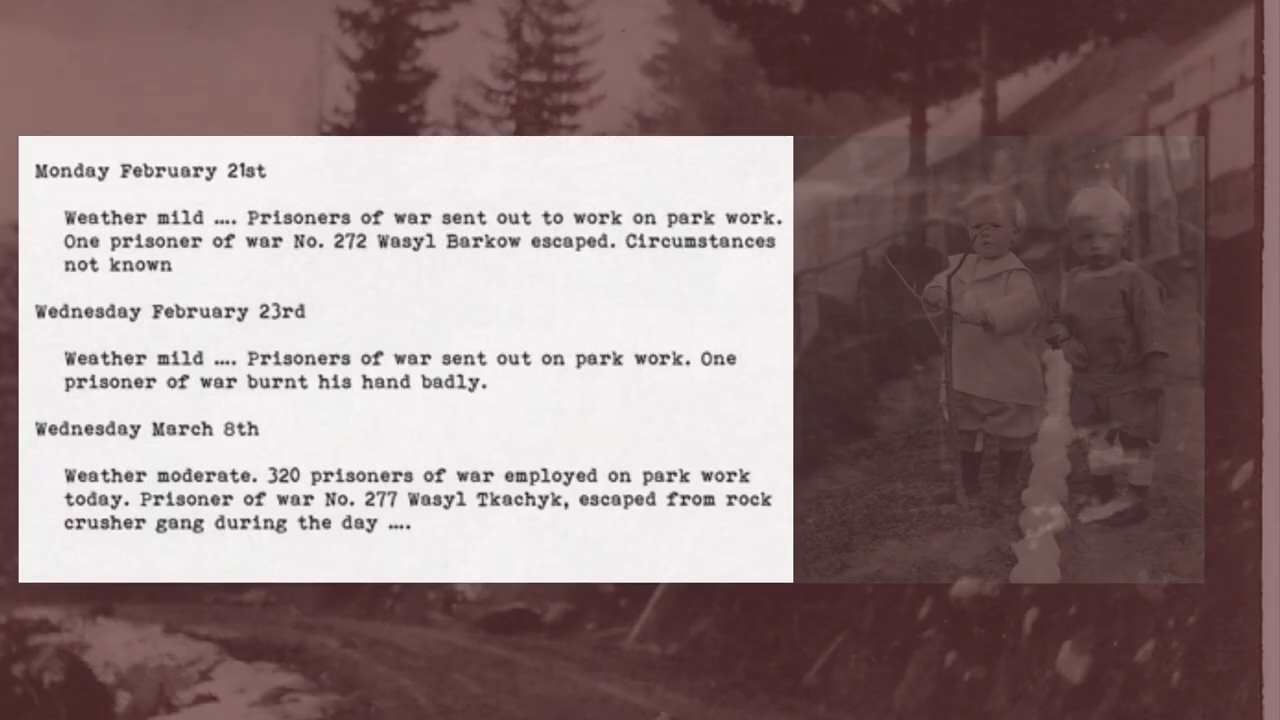 Monday February 21st
Weather mild .... Prisoners of war sent out to work on park work.
One prisoner of war No. 272 Wasyl Barkow escaped. Circumstances
not known
Wednesday February 23rd
Weather mild .... Prisoners of war sent out on park work. One
prisoner of war burnt his hand badly.
Wednesday March 8th
Weather moderate. 320 prisoners of war employed on park work
today. Prisoner of war No. 277 Wasyl Tkachyk, escaped from rock
crusher gang during the day ....